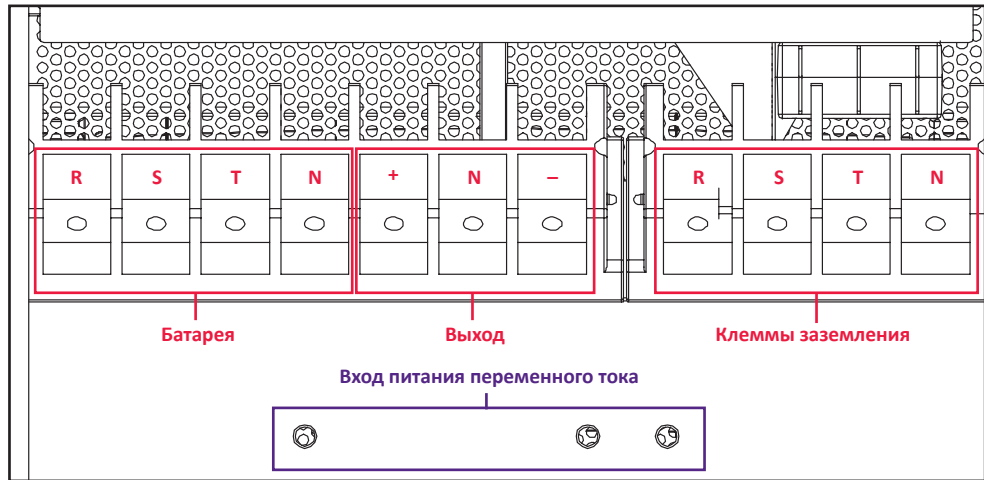 R S T N + N – R S T N
Батарея Выход Клеммы заземления
Вход питания переменного тока